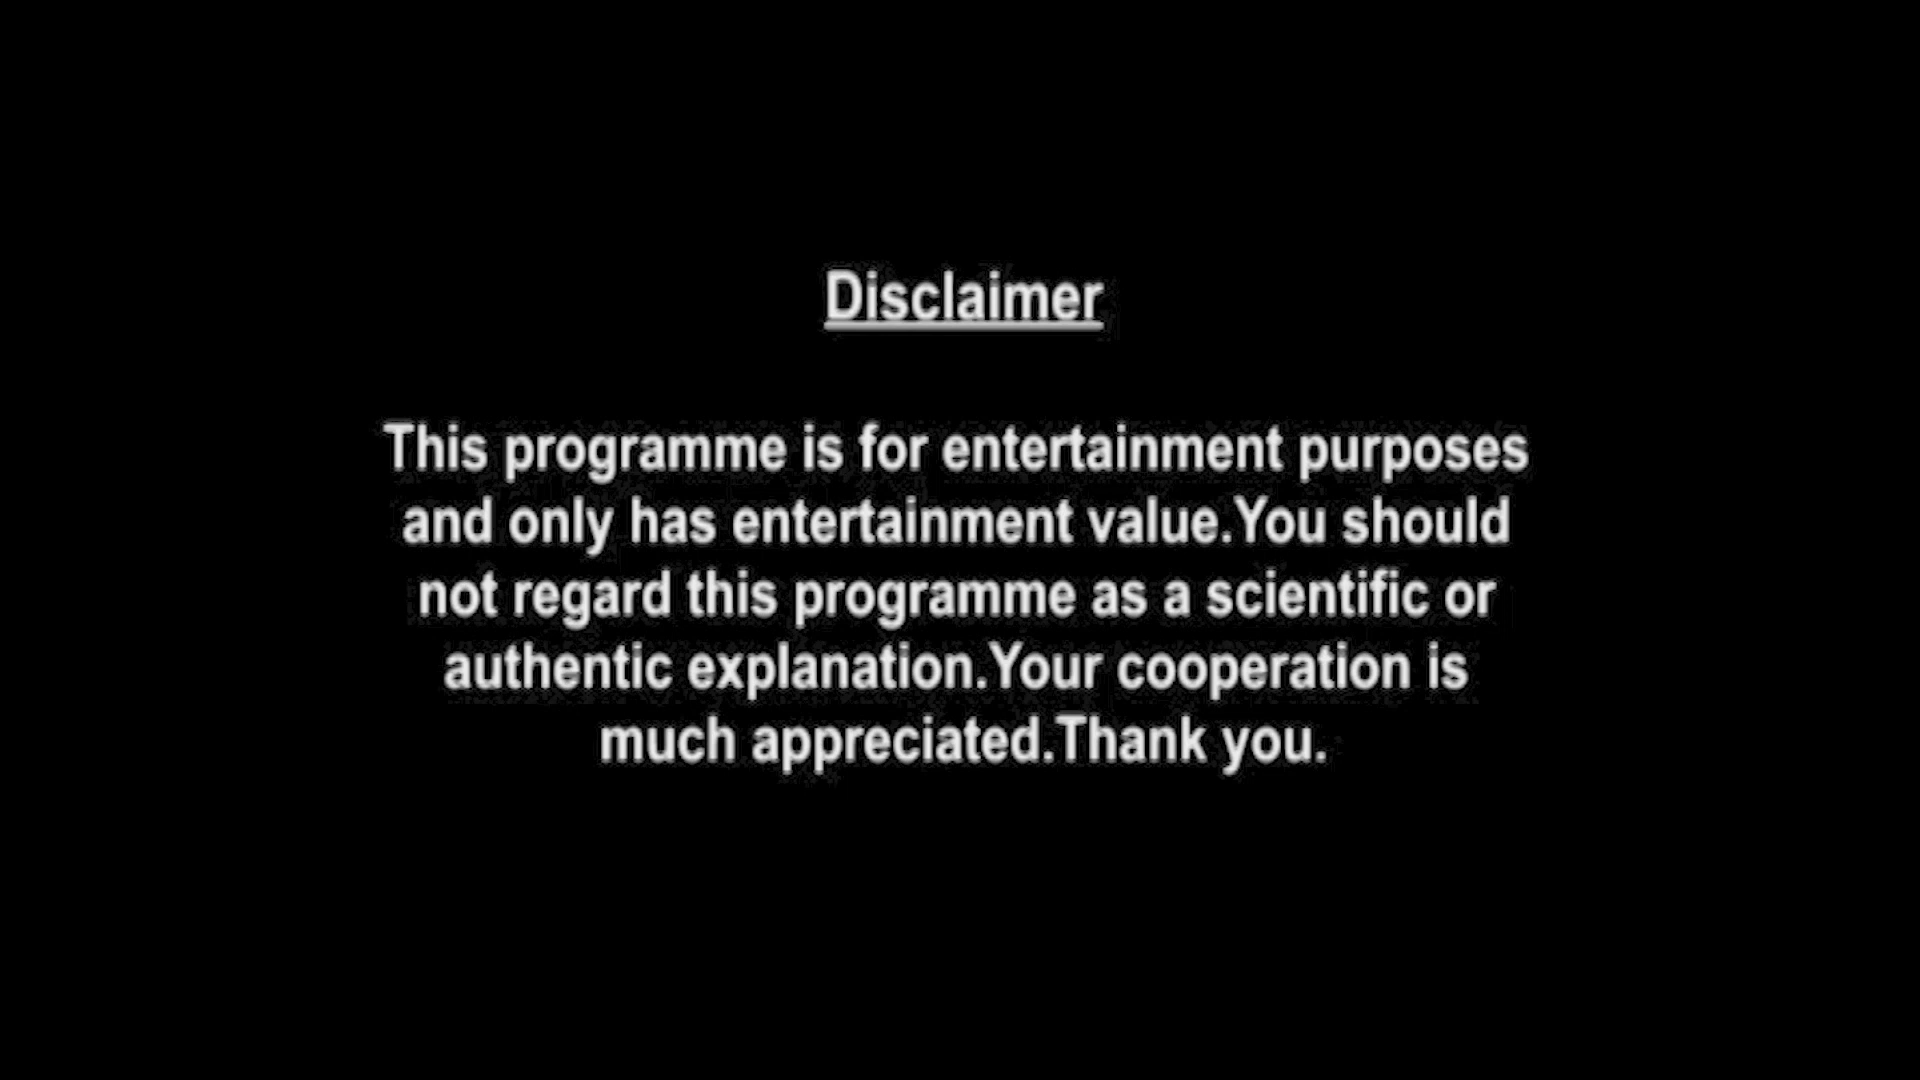 Disclaimer
This programme is for entertainment purposes
and only has entertainment value.You should
not regard this programme as a scientific or
authentic explanation.Your cooperation is
much appreciated.Thank you.